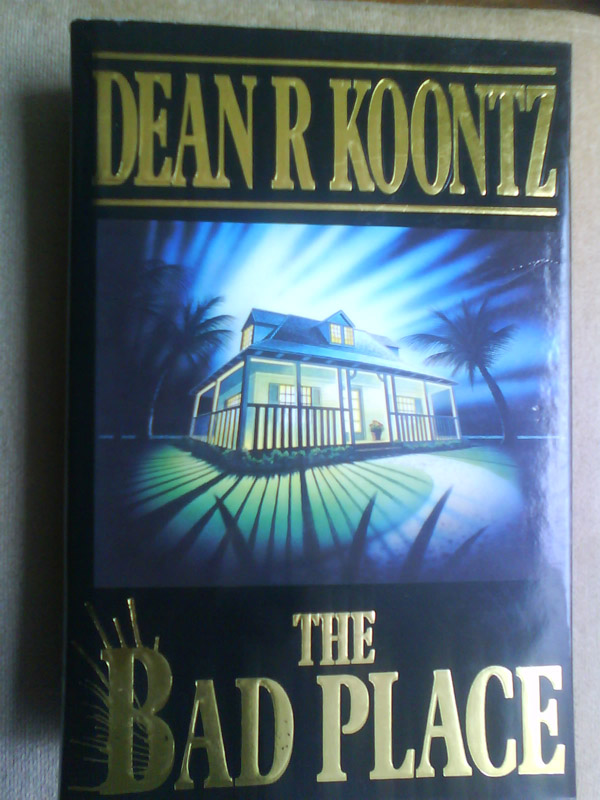 DEAN R KOONTZ
THE
BAD PLACE